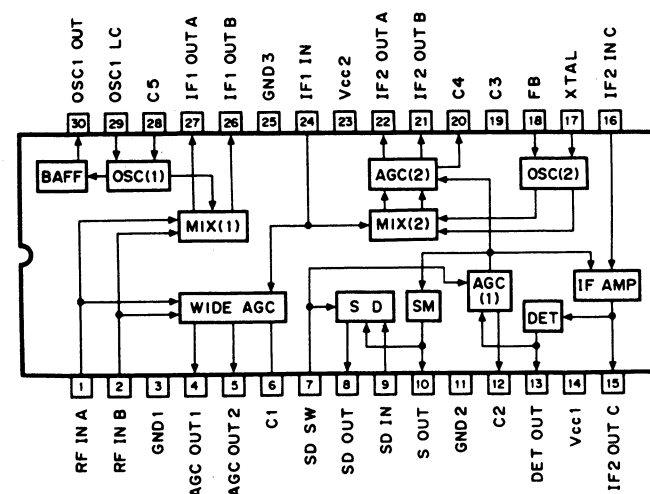 OSC1 OUT
OSC1 LC
C5
IF1 OUT A
IF1 OUT B
GND3
IF1 IN
Vcc2
IF2 OUT A
IF2 OUT B
C4
C3
FB
XTAL
IF2 IN C
30 29 28 27 26 25 24 23 22 21 20 19 18 17 16
BAFF
OSC(1)
AGC(2)
OSC(2)
MIX(1)
MIX(2)
WIDE AGC
S D
SM
AGC
(1)
IF AMP
DET
1 2 3 4 5 6 7 8 9 10 11 12 13 14 15
RF IN A
RF IN B
GND1
AGC OUT1
AGC OUT2
C1
SD SW
SD OUT
SD IN
S OUT
GND2
C2
DET OUT
Vcc1
IF2 OUT C